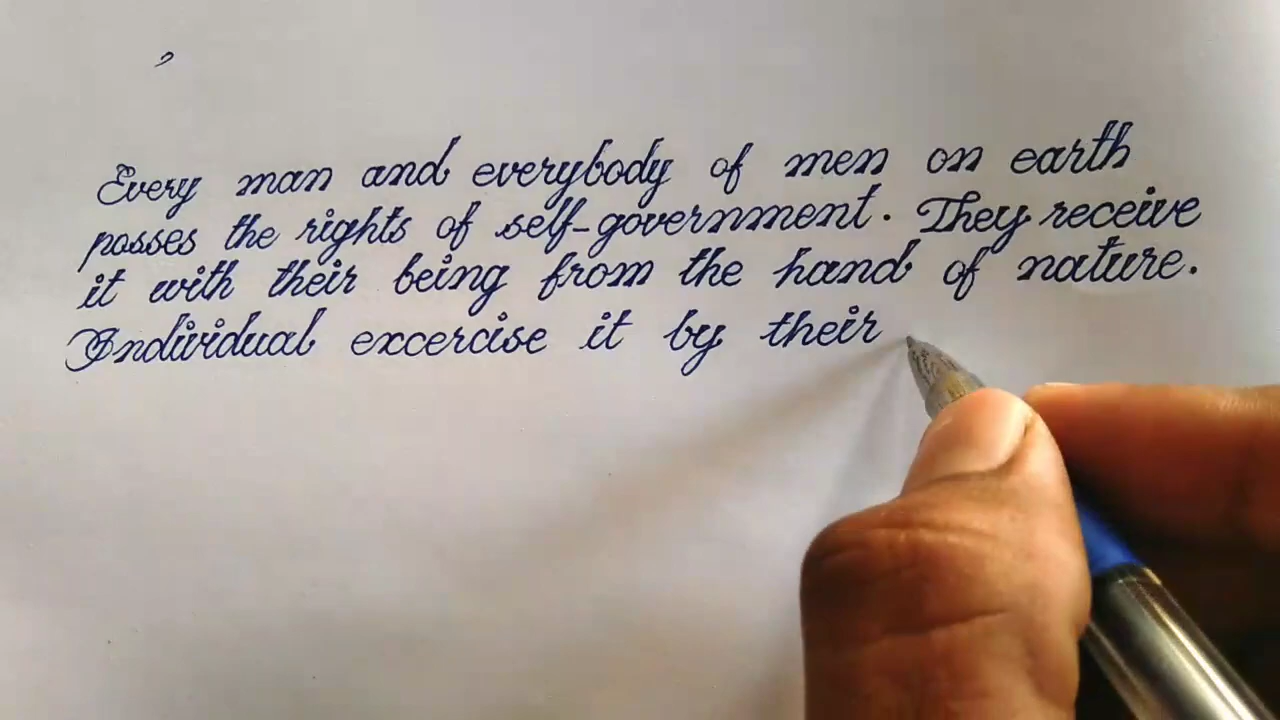 Every man and everybody of men on earth
posses the rights of self-government. They receive
it with their being from the hand of nature.
Individual excercise it by their